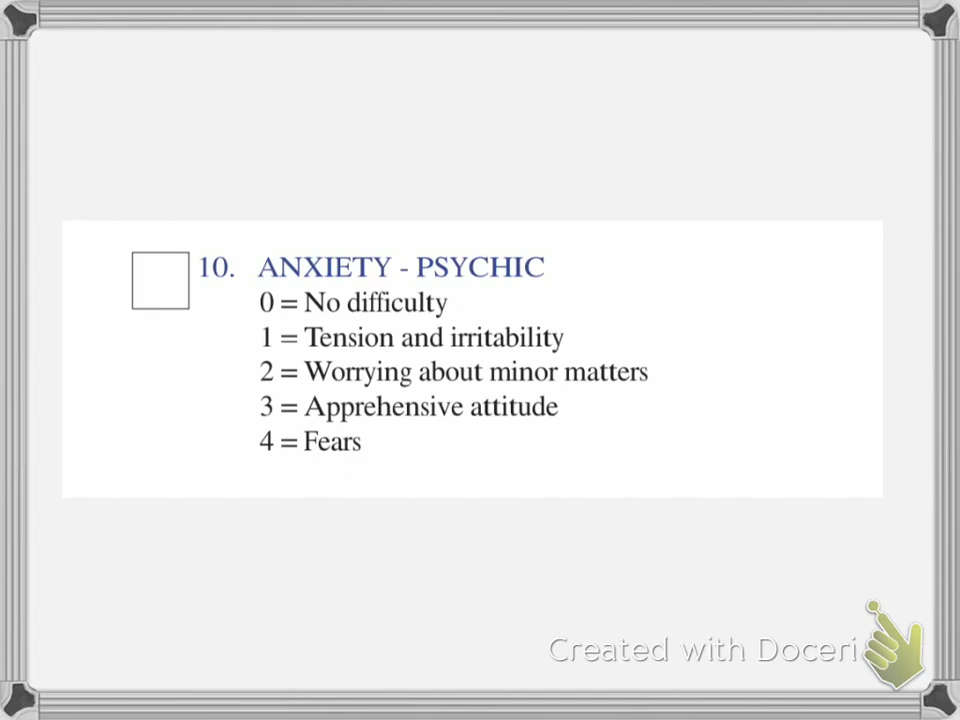 10. ANXIETY - PSYCHIC
0 = No difficulty
1 = Tension and irritability
2 = Worrying about minor matters
3 = Apprehensive attitude
4 = Fears
Created with Doceri